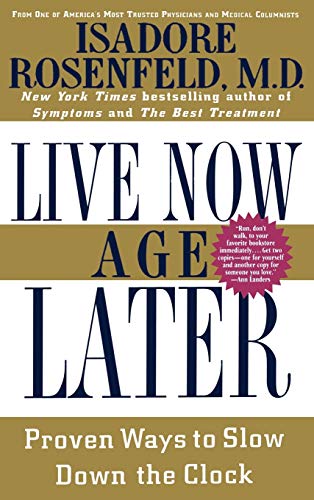 FROM ONE OF AMERICA'S MOST TRUSTED PHYSICIANS AND MEDICAL COLUMNISTS
ISADORE
ROSENFELD, M.D.
New York Times bestselling author of
Symptoms and The Best Treatment
LIVE NOW
AGE
LATER
"Run, don't
walk, to your
favorite bookstore
immediately. . . . Get two
copies—one for yourself
and another copy for
someone you love."
—Ann Landers
Proven Ways to Slow
Down the Clock